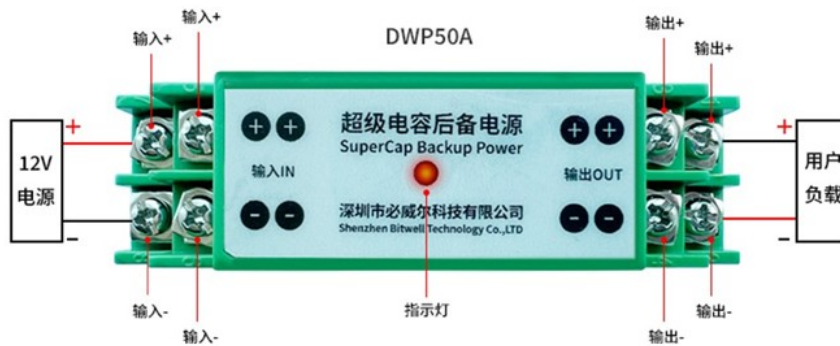 DWP50A
输入+
输入+
输出+
输出+
+
12V
电源
−
+ +
输入IN
- -
超级电容后备电源
SuperCap Backup Power
深圳市必威尔科技有限公司
Shenzhen Bitwell Technology Co.,LTD
+ +
输出OUT
- -
+
用户
负载
−
输入-
输入-
指示灯
输出-
输出-